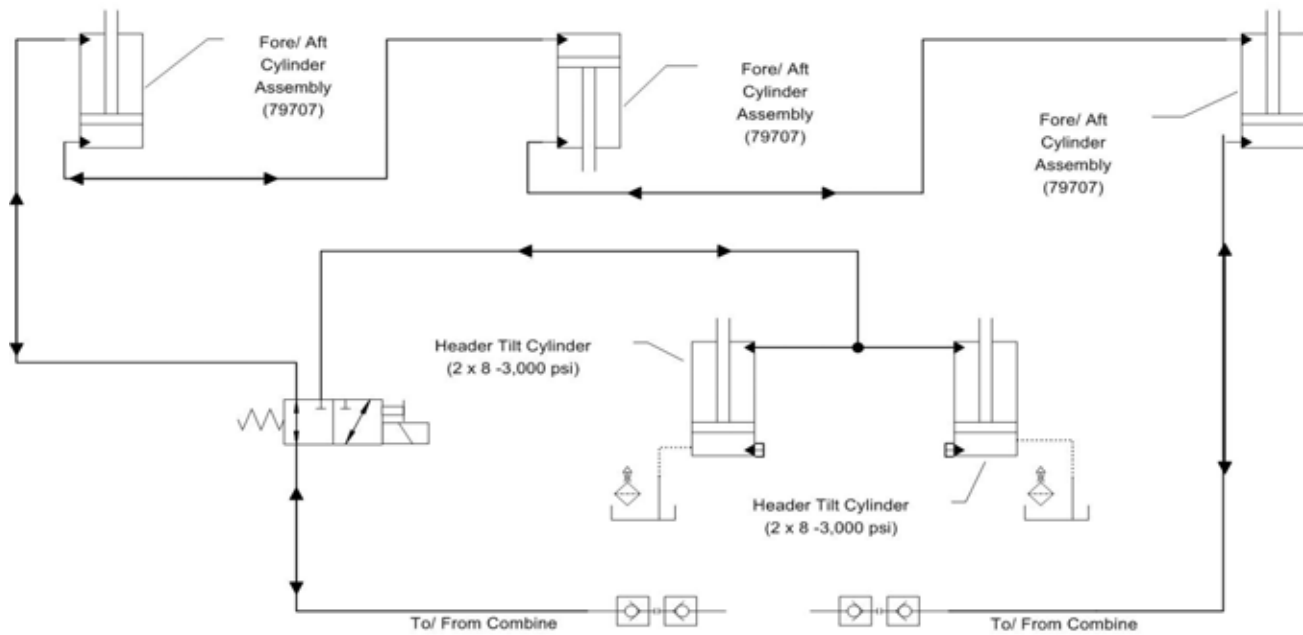 Fore/ Aft
Cylinder
Assembly
(79707)
Fore/ Aft
Cylinder
Assembly
(79707)
Fore/ Aft
Cylinder
Assembly
(79707)
Header Tilt Cylinder
(2 x 8 -3,000 psi)
Header Tilt Cylinder
(2 x 8 -3,000 psi)
To/ From Combine
To/ From Combine